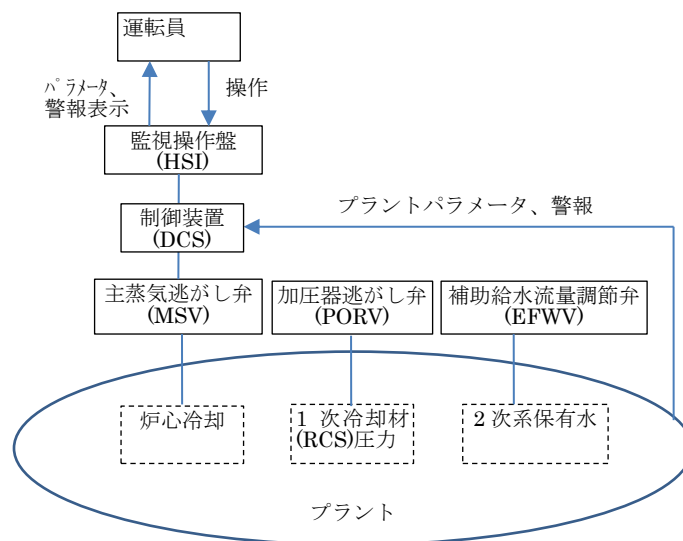 運転員
パラメータ、
警報表示
操作
監視操作盤
(HSI)
プラントパラメータ、警報
制御装置
(DCS)
主蒸気逃がし弁
(MSV)
加圧器逃がし弁
(PORV)
補助給水流量調節弁
(EFWV)
炉心冷却
1 次冷却材
(RCS)圧力
2 次系保有水
プラント